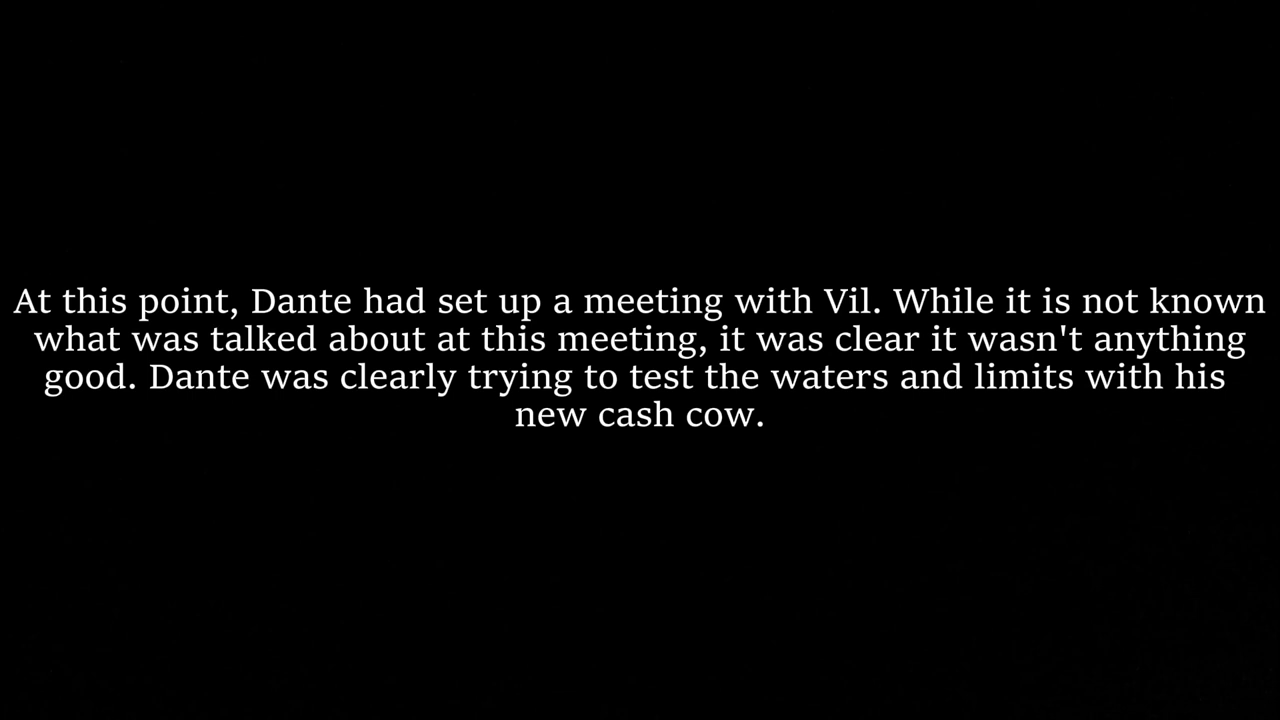 At this point, Dante had set up a meeting with Vil. While it is not known
what was talked about at this meeting, it was clear it wasn't anything
good. Dante was clearly trying to test the waters and limits with his
new cash cow.